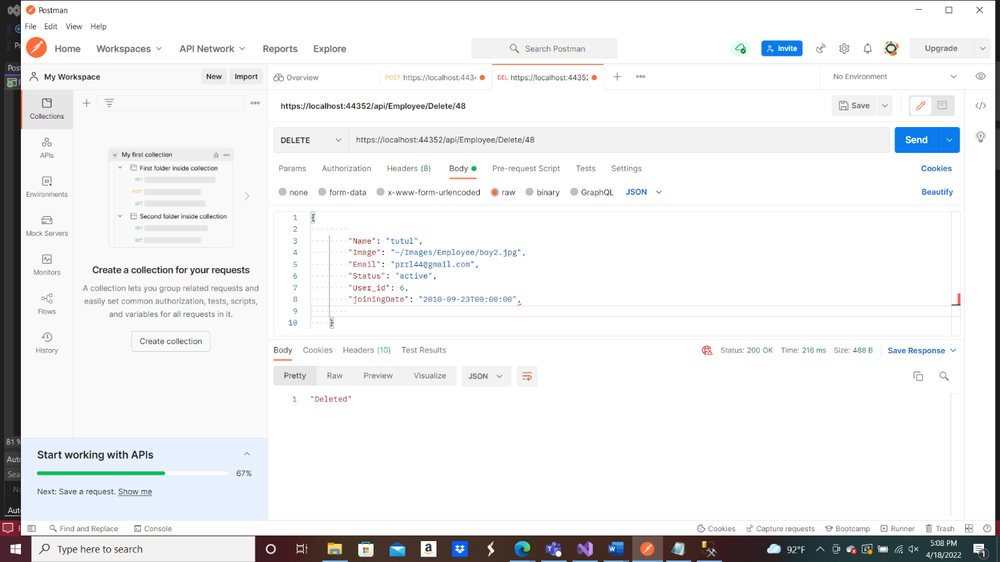 Postman
File Edit View Help
Home Workspaces API Network Reports Explore
Search Postman
Invite
Upgrade
My Workspace
New Import
Overview
POST https://localhost:4434
DEL https://localhost:44352
No Environment
Collections
APIs
Environments
Mock Servers
Monitors
Flows
History
My first collection
First folder inside collection
GET
POST
GET
Second folder inside collection
GET
GET
Create a collection for your requests
A collection lets you group related requests and
easily set common authorization, tests, scripts,
and variables for all requests in it.
Create collection
Start working with APIs
67%
Next: Save a request. Show me
https://localhost:44352/api/Employee/Delete/48
Save
DELETE https://localhost:44352/api/Employee/Delete/48
Send
Params Authorization Headers (8) Body Pre-request Script Tests Settings
Cookies
none form-data x-www-form-urlencoded raw binary GraphQL JSON
Beautify
1 {
2
3 "Name": "tutul",
4 "Image": "~/Images/Employee/boy2.jpg",
5 "Email": "prrl44@gmail.com",
6 "Status": "active",
7 "User_id": 6,
8 "joiningDate": "2010-09-23T00:00:00",
9
10 }
Body Cookies Headers (10) Test Results
Status: 200 OK Time: 216 ms Size: 488 B
Save Response
Pretty Raw Preview Visualize JSON
1 "Deleted"
Find and Replace Console
Cookies Capture requests Bootcamp Runner Trash
Post
81 %
Auto
Sea
Na
Auto
Type here to search
92°F
5:08 PM
4/18/2022
1